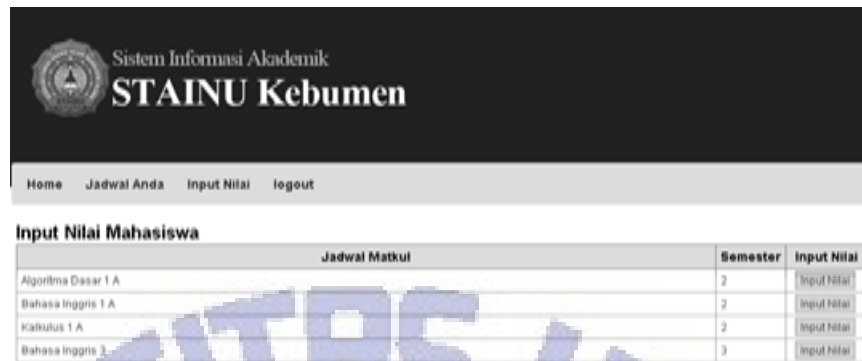 Sistem Informasi Akademik
STAINU Kebumen
Home Jadwal Anda Input Nilai logout
Input Nilai Mahasiswa
Jadwal Matkul Semester Input Nilai
Algoritma Dasar 1 A 2 Input Nilai
Bahasa Inggris 1 A 2 Input Nilai
Kalkulus 1 A 2 Input Nilai
Bahasa Inggris 3 3 Input Nilai